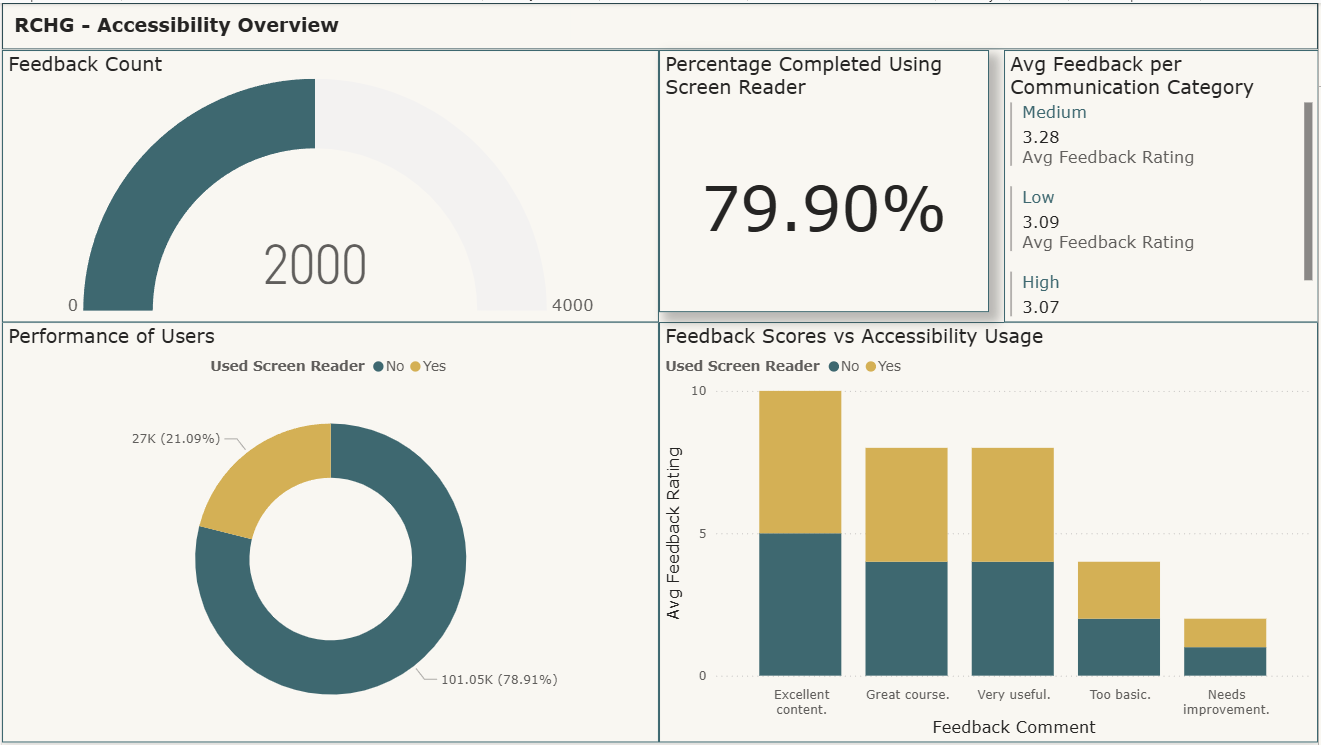 RCHG - Accessibility Overview
Feedback Count
2000
0
4000
Percentage Completed Using
Screen Reader
79.90%
Avg Feedback per
Communication Category
Medium
3.28
Avg Feedback Rating
Low
3.09
Avg Feedback Rating
High
3.07
Performance of Users
Used Screen Reader No Yes
27K (21.09%)
101.05K (78.91%)
Feedback Scores vs Accessibility Usage
Used Screen Reader No Yes
Avg Feedback Rating
10
5
0
Excellent
content.
Great course.
Very useful.
Too basic.
Needs
improvement.
Feedback Comment